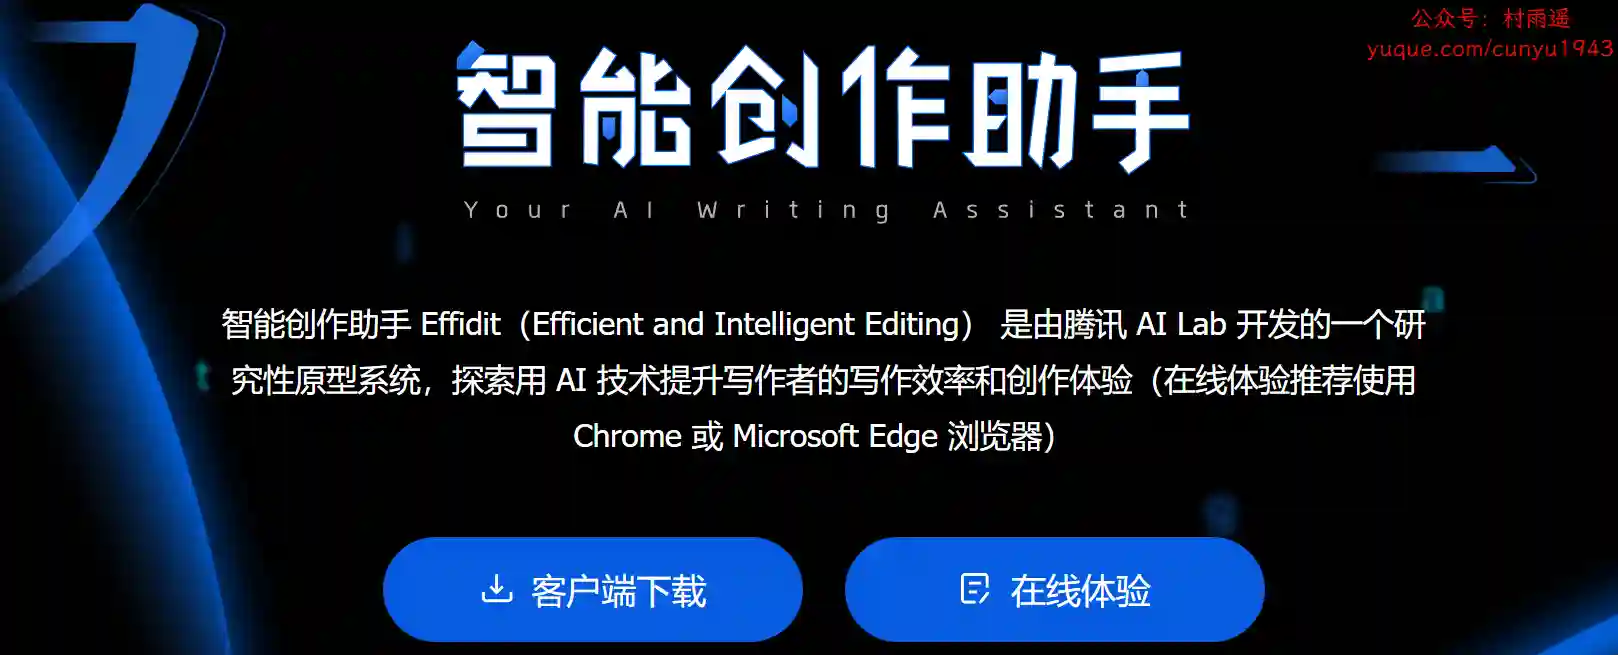 公众号：村雨遥
yuque.com/cunyu1943
智能创作助手
Your AI Writing Assistant
智能创作助手 Effidit（Efficient and Intelligent Editing） 是由腾讯 AI Lab 开发的一个研
究性原型系统，探索用 AI 技术提升写作者的写作效率和创作体验（在线体验推荐使用
Chrome 或 Microsoft Edge 浏览器）
t
a
g
客户端下载
在线体验